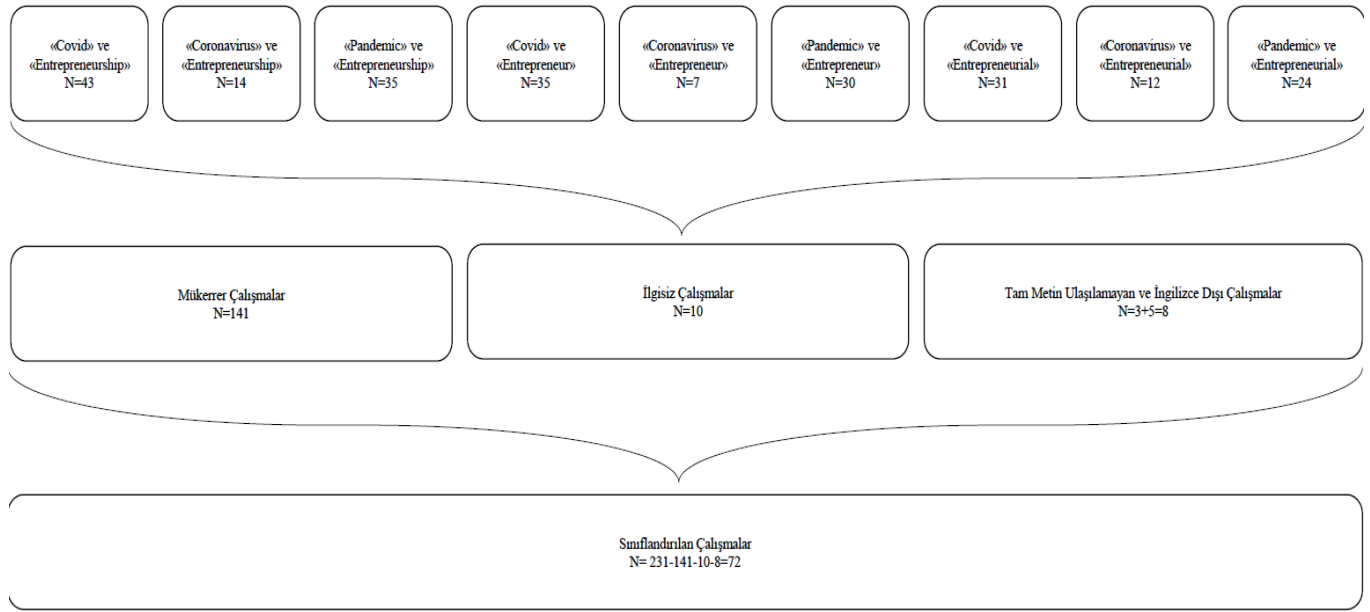 «Covid» ve
«Entrepreneurship»
N=43
«Coronavirus» ve
«Entrepreneurship»
N=14
«Pandemic» ve
«Entrepreneurship»
N=35
«Covid» ve
«Entrepreneur»
N=35
«Coronavirus» ve
«Entrepreneur»
N=7
«Pandemic» ve
«Entrepreneur»
N=30
«Covid» ve
«Entrepreneurial»
N=31
«Coronavirus» ve
«Entrepreneurial»
N=12
«Pandemic» ve
«Entrepreneurial»
N=24
Mükerrer Çalışmalar
N=141
İlgisiz Çalışmalar
N=10
Tam Metin Ulaşılamayan ve İngilizce Dışı Çalışmalar
N=3+5=8
Sınıflandırılan Çalışmalar
N= 231-141-10-8=72